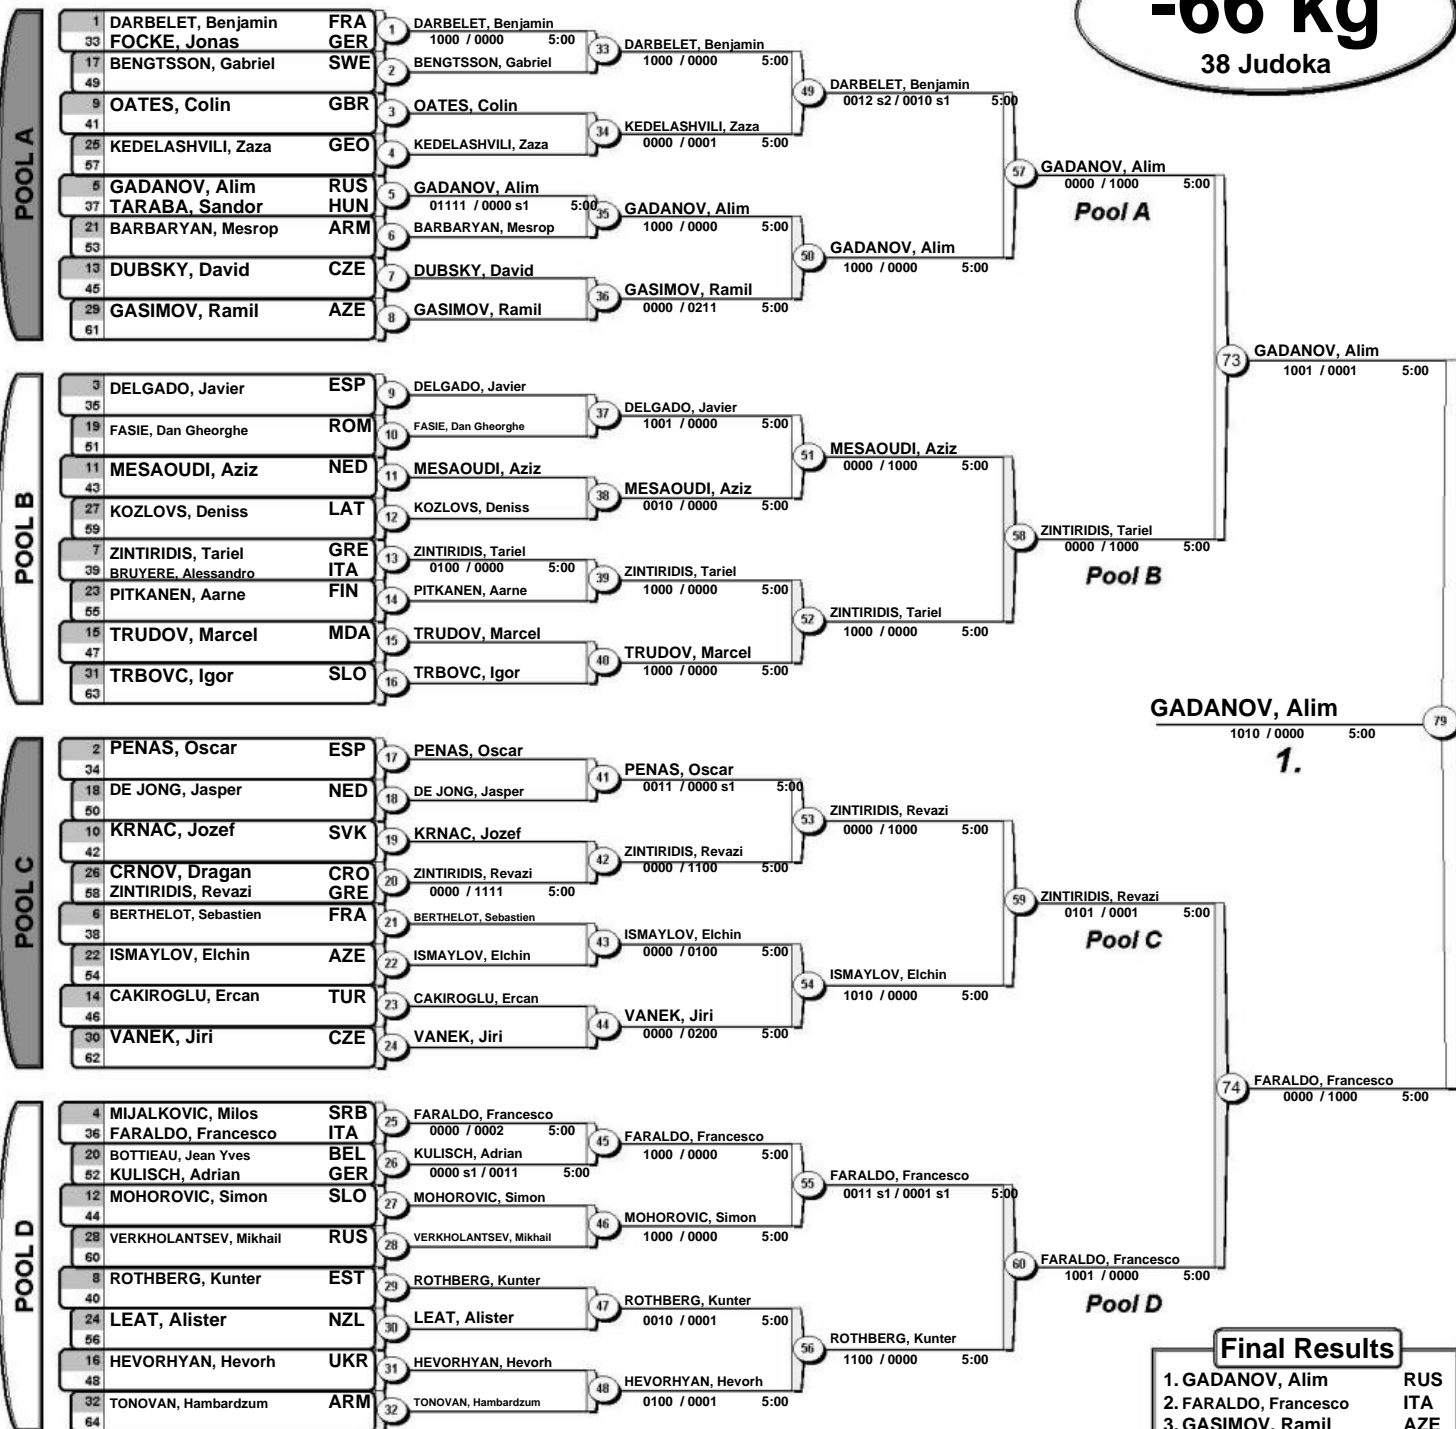 -66 kg
38 Judoka
POOL A
1 DARBELET, Benjamin FRA
33 FOCKE, Jonas GER
17 BENGTSSON, Gabriel SWE
49
9 OATES, Colin GBR
41
25 KEDELASHVILI, Zaza GEO
57
5 GADANOV, Alim RUS
37 TARABA, Sandor HUN
21 BARBARYAN, Mesrop ARM
53
13 DUBSKY, David CZE
45
29 GASIMOV, Ramil AZE
61
1 DARBELET, Benjamin
1000 / 0000 5:00
2 BENGTSSON, Gabriel
3 OATES, Colin
4 KEDELASHVILI, Zaza
5 GADANOV, Alim
01111 / 0000 s1 5:00
6 BARBARYAN, Mesrop
7 DUBSKY, David
8 GASIMOV, Ramil
33 DARBELET, Benjamin
1000 / 0000 5:00
34 KEDELASHVILI, Zaza
0000 / 0001 5:00
35 GADANOV, Alim
1000 / 0000 5:00
36 GASIMOV, Ramil
0000 / 0211 5:00
49 DARBELET, Benjamin
0012 s2 / 0010 s1 5:00
50 GADANOV, Alim
1000 / 0000 5:00
57 GADANOV, Alim
0000 / 1000 5:00
Pool A
POOL B
3 DELGADO, Javier ESP
35
19 FASIE, Dan Gheorghe ROM
51
11 MESAOUDI, Aziz NED
43
27 KOZLOVS, Deniss LAT
59
7 ZINTIRIDIS, Tariel GRE
39 BRUYERE, Alessandro ITA
23 PITKANEN, Aarne FIN
55
15 TRUDOV, Marcel MDA
47
31 TRBOVC, Igor SLO
63
9 DELGADO, Javier
10 FASIE, Dan Gheorghe
11 MESAOUDI, Aziz
12 KOZLOVS, Deniss
13 ZINTIRIDIS, Tariel
0100 / 0000 5:00
14 PITKANEN, Aarne
15 TRUDOV, Marcel
16 TRBOVC, Igor
37 DELGADO, Javier
1001 / 0000 5:00
38 MESAOUDI, Aziz
0010 / 0000 5:00
39 ZINTIRIDIS, Tariel
1000 / 0000 5:00
40 TRUDOV, Marcel
1000 / 0000 5:00
51 MESAOUDI, Aziz
0000 / 1000 5:00
52 ZINTIRIDIS, Tariel
1000 / 0000 5:00
58 ZINTIRIDIS, Tariel
0000 / 1000 5:00
Pool B
73 GADANOV, Alim
1001 / 0001 5:00
GADANOV, Alim 79
1010 / 0000 5:00
1.
POOL C
2 PENAS, Oscar ESP
34
18 DE JONG, Jasper NED
50
10 KRNAC, Jozef SVK
42
26 CRNOV, Dragan CRO
58 ZINTIRIDIS, Revazi GRE
6 BERTHELOT, Sebastien FRA
38
22 ISMAYLOV, Elchin AZE
54
14 CAKIROGLU, Ercan TUR
46
30 VANEK, Jiri CZE
62
17 PENAS, Oscar
18 DE JONG, Jasper
19 KRNAC, Jozef
20 ZINTIRIDIS, Revazi
0000 / 1111 5:00
21 BERTHELOT, Sebastien
22 ISMAYLOV, Elchin
23 CAKIROGLU, Ercan
24 VANEK, Jiri
41 PENAS, Oscar
0011 / 0000 s1 5:00
42 ZINTIRIDIS, Revazi
0000 / 1100 5:00
43 ISMAYLOV, Elchin
0000 / 0100 5:00
44 VANEK, Jiri
0000 / 0200 5:00
53 ZINTIRIDIS, Revazi
0000 / 1000 5:00
54 ISMAYLOV, Elchin
1010 / 0000 5:00
59 ZINTIRIDIS, Revazi
0101 / 0001 5:00
Pool C
POOL D
4 MIJALKOVIC, Milos SRB
36 FARALDO, Francesco ITA
20 BOTTIEAU, Jean Yves BEL
52 KULISCH, Adrian GER
12 MOHOROVIC, Simon SLO
44
28 VERKHOLANTSEV, Mikhail RUS
60
8 ROTHBERG, Kunter EST
40
24 LEAT, Alister NZL
56
16 HEVORHYAN, Hevorh UKR
48
32 TONOVAN, Hambardzum ARM
64
25 FARALDO, Francesco
0000 / 0002 5:00
26 KULISCH, Adrian
0000 s1 / 0011 5:00
27 MOHOROVIC, Simon
28 VERKHOLANTSEV, Mikhail
29 ROTHBERG, Kunter
30 LEAT, Alister
31 HEVORHYAN, Hevorh
32 TONOVAN, Hambardzum
45 FARALDO, Francesco
1000 / 0000 5:00
46 MOHOROVIC, Simon
1000 / 0000 5:00
47 ROTHBERG, Kunter
0010 / 0001 5:00
48 HEVORHYAN, Hevorh
0100 / 0001 5:00
55 FARALDO, Francesco
0011 s1 / 0001 s1 5:00
56 ROTHBERG, Kunter
1100 / 0000 5:00
60 FARALDO, Francesco
1001 / 0000 5:00
Pool D
74 FARALDO, Francesco
0000 / 1000 5:00
Final Results
1. GADANOV, Alim RUS
2. FARALDO, Francesco ITA
3. GASIMOV, Ramil AZE